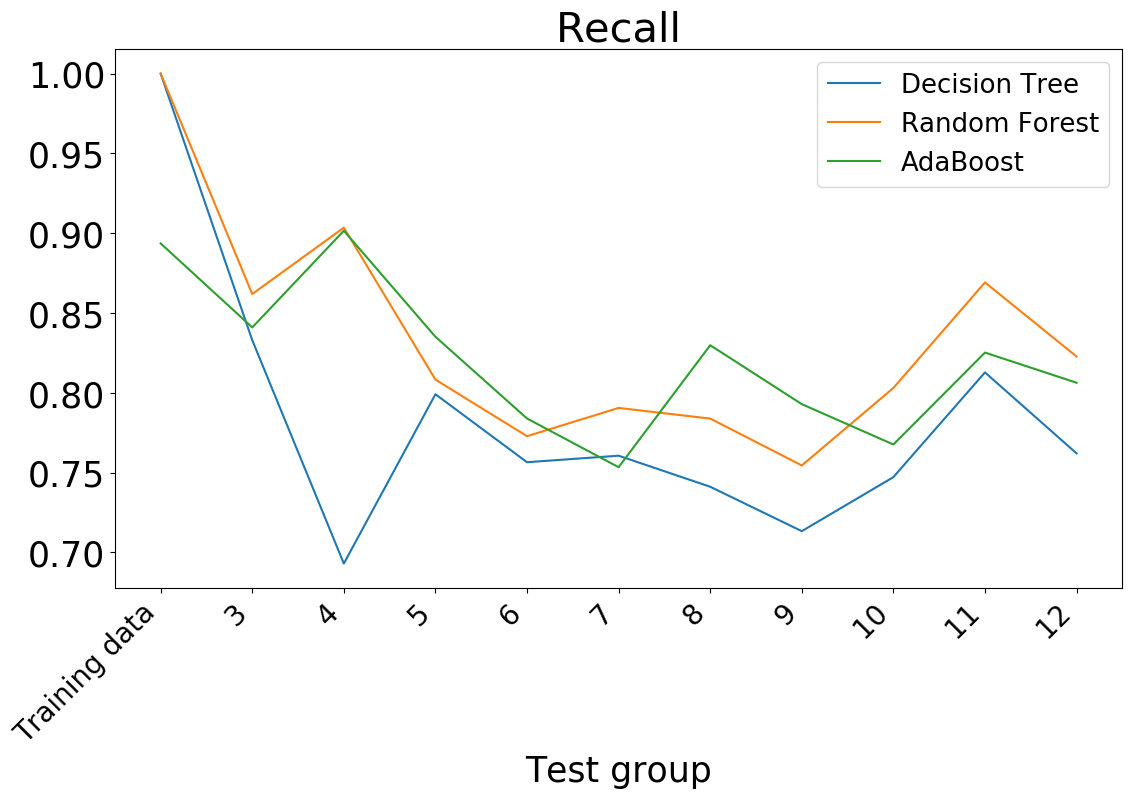 Recall
1.00
0.95
0.90
0.85
0.80
0.75
0.70
Decision Tree
Random Forest
AdaBoost
Training data
3
4
5
6
7
8
9
10
11
12
Test group